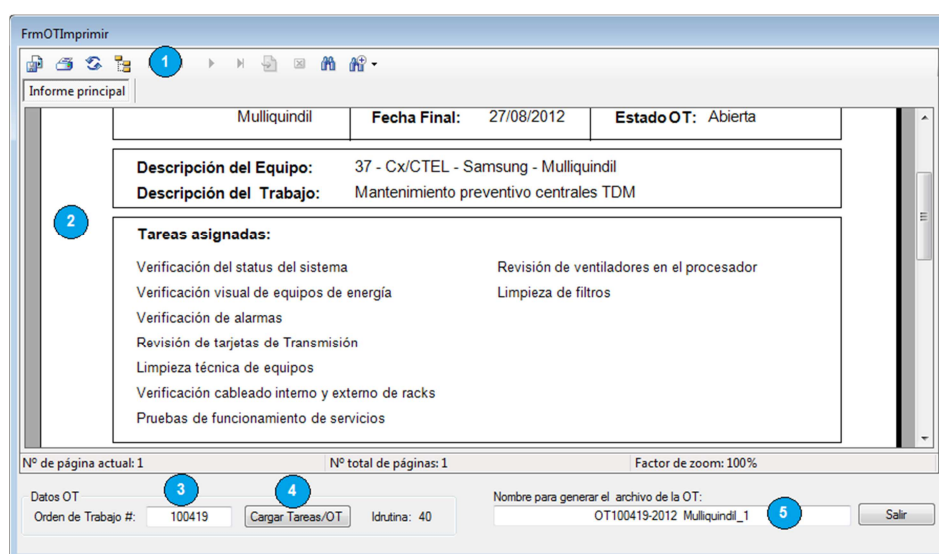 FrmOTImprimir
1
Informe principal
Mulliquindil Fecha Final: 27/08/2012 Estado OT: Abierta
Descripción del Equipo: 37 - Cx/CTEL - Samsung - Mulliquindil
Descripción del Trabajo: Mantenimiento preventivo centrales TDM
2
Tareas asignadas:
Verificación del status del sistema Revisión de ventiladores en el procesador
Verificación visual de equipos de energía Limpieza de filtros
Verificación de alarmas
Revisión de tarjetas de Transmisión
Limpieza técnica de equipos
Verificación cableado interno y externo de racks
Pruebas de funcionamiento de servicios
Nº de página actual: 1 Nº total de páginas: 1 Factor de zoom: 100%
Datos OT 3 4 Nombre para generar el archivo de la OT:
Orden de Trabajo #: 100419 Cargar Tareas/OT Idrutina: 40 OT100419-2012 Mulliquindil_1 5 Salir